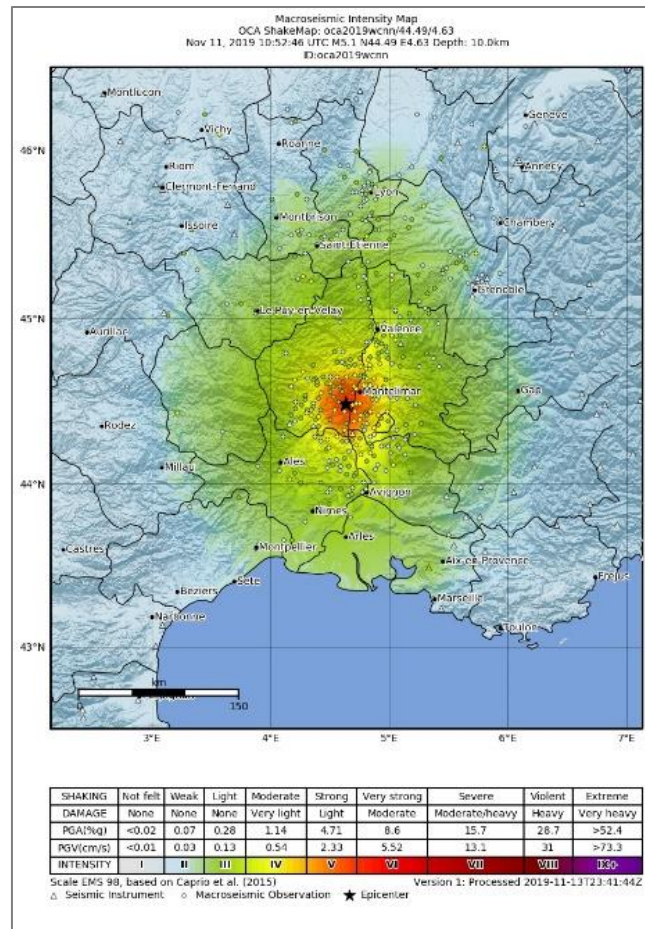 Macroseismic Intensity Map
OCA ShakeMap: oca2019wcnn/44.49/4.63
Nov 11, 2019 10:52:46 UTC M5.1 N44.49 E4.63 Depth: 10.0km
ID:oca2019wcnn
Montlucon
Geneve
Vichy
46°N
Roanne
Riom
Annecy
Clermont-Ferrand
Lyon
Montbrison
Chambery
Issoire
Saint-Etienne
Grenoble
Le Puy-en-Velay
45°N
Valence
Aurillac
Montelimar
Gap
Rodez
Millau
Ales
44°N
Avignon
Nimes
Arles
Castres
Montpellier
Aix-en-Provence
Sete
Frejus
Beziers
Marseille
Narbonne
Toulon
43°N
km
0 150
3°E 4°E 5°E 6°E 7°E
SHAKING Not felt Weak Light Moderate Strong Very strong Severe Violent Extreme
DAMAGE None None None Very light Light Moderate Moderate/heavy Heavy Very heavy
PGA(%g) <0.02 0.07 0.28 1.14 4.71 8.6 15.7 28.7 >52.4
PGV(cm/s) <0.01 0.03 0.13 0.54 2.33 5.52 13.1 31 >73.3
INTENSITY I II III IV V VI VII VIII IX+
Scale EMS 98, based on Caprio et al. (2015) Version 1: Processed 2019-11-13T23:41:44Z
△ Seismic Instrument ○ Macroseismic Observation ★ Epicenter